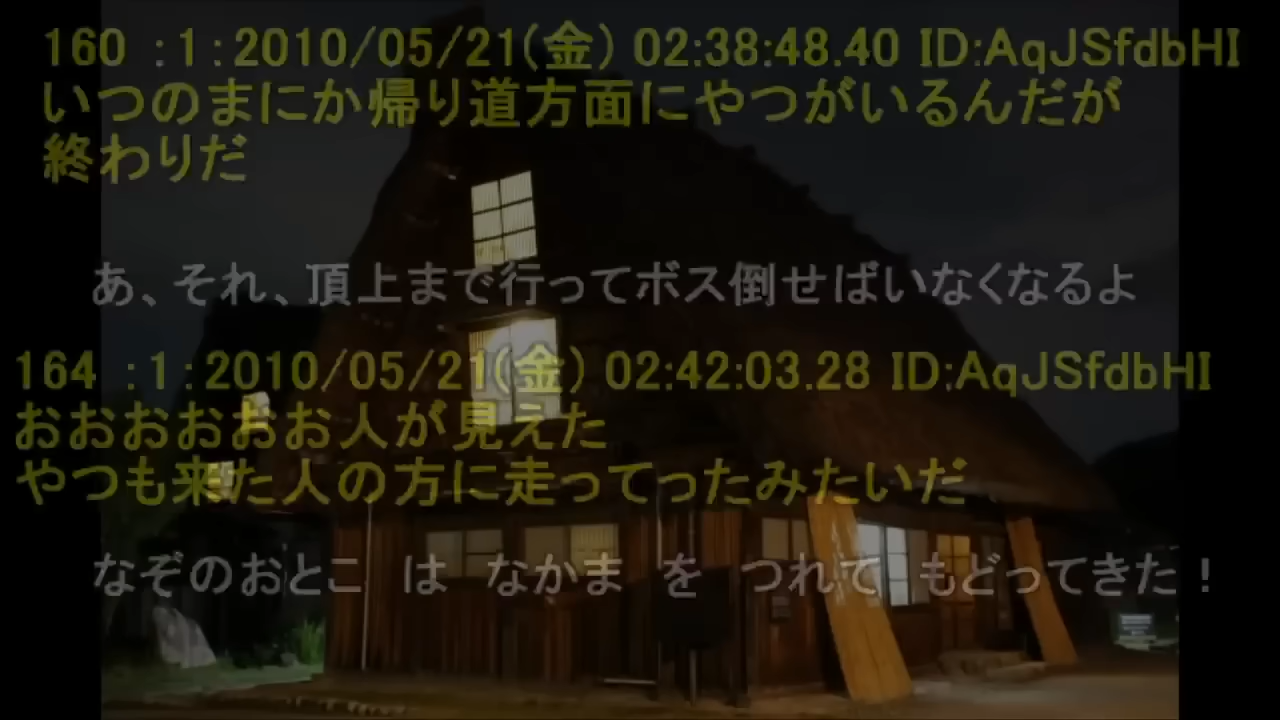 160 :1:2010/05/21(金) 02:38:48.40 ID:AqJSfdbHI
いつのまにか帰り道方面にやつがいるんだが
終わりだ
あ、それ、頂上まで行ってボス倒せばいなくなるよ
164 :1:2010/05/21(金) 02:42:03.28 ID:AqJSfdbHI
おおおおおお人が見えた
やつも来た人の方に走ってったみたいだ
なぞのおとこ は なかま を つれて もどってきた！